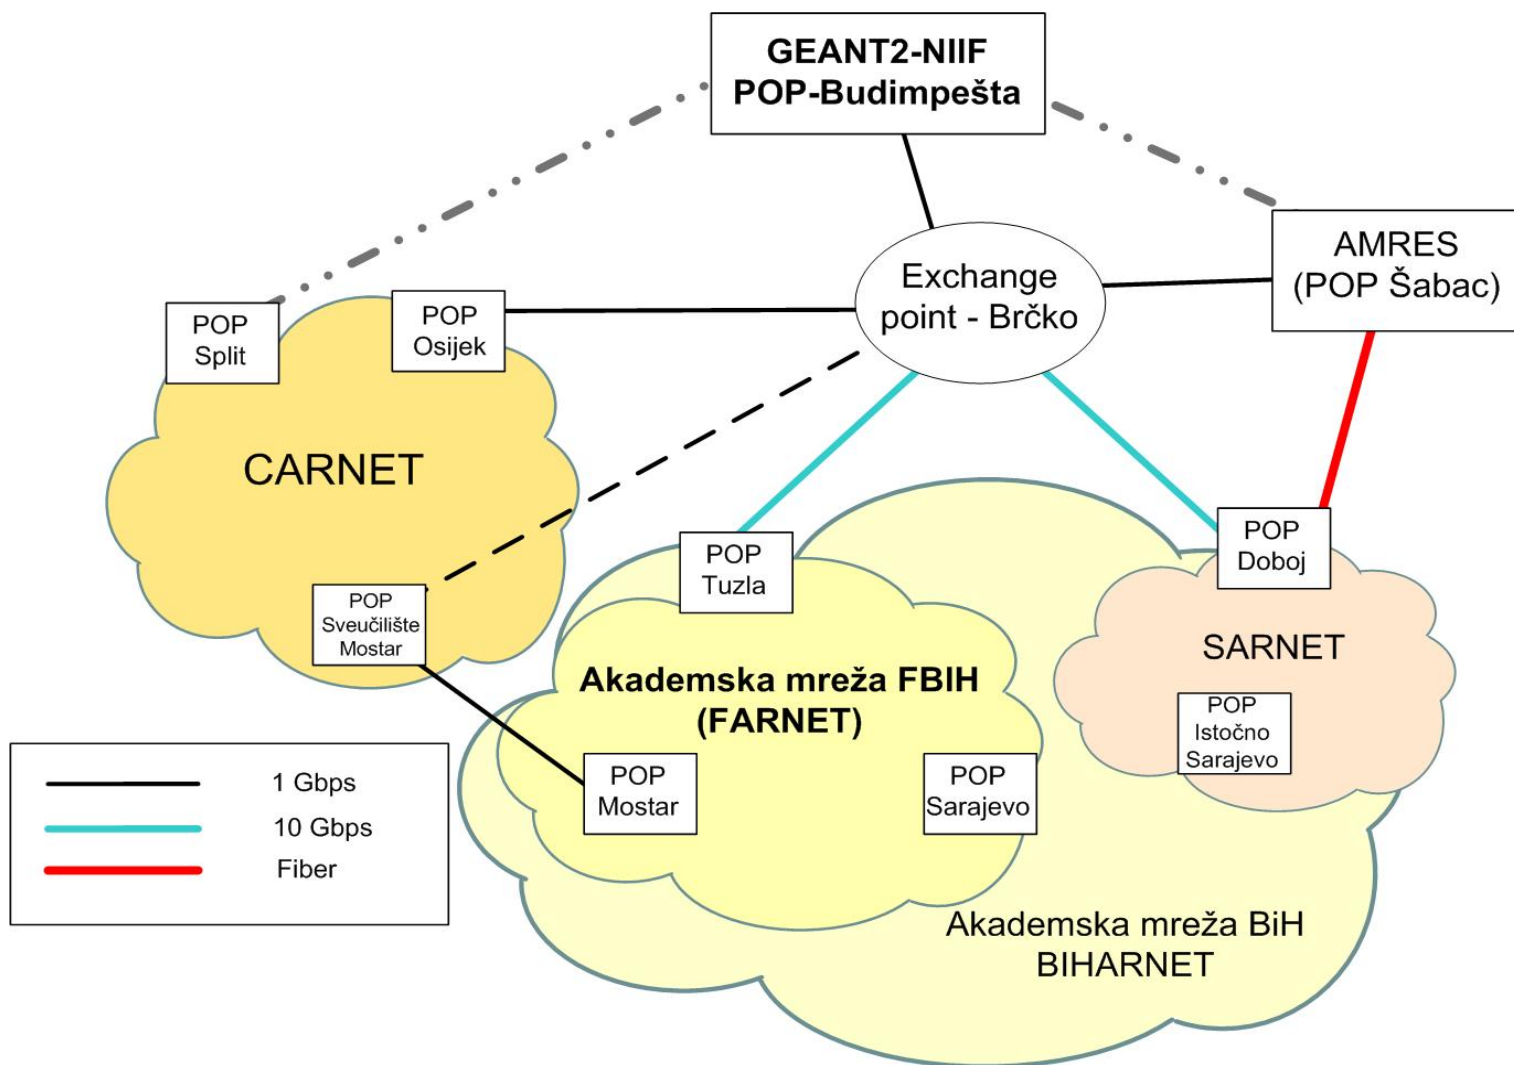 GEANT2-NIIF
POP-Budimpešta
AMRES
(POP Šabac)
Exchange
point - Brčko
POP
Split
POP
Osijek
CARNET
POP
Sveučilište
Mostar
POP
Tuzla
POP
Doboj
SARNET
POP
Istočno
Sarajevo
Akademska mreža FBIH
(FARNET)
POP
Mostar
POP
Sarajevo
Akademska mreža BiH
BIHARNET
1 Gbps
10 Gbps
Fiber